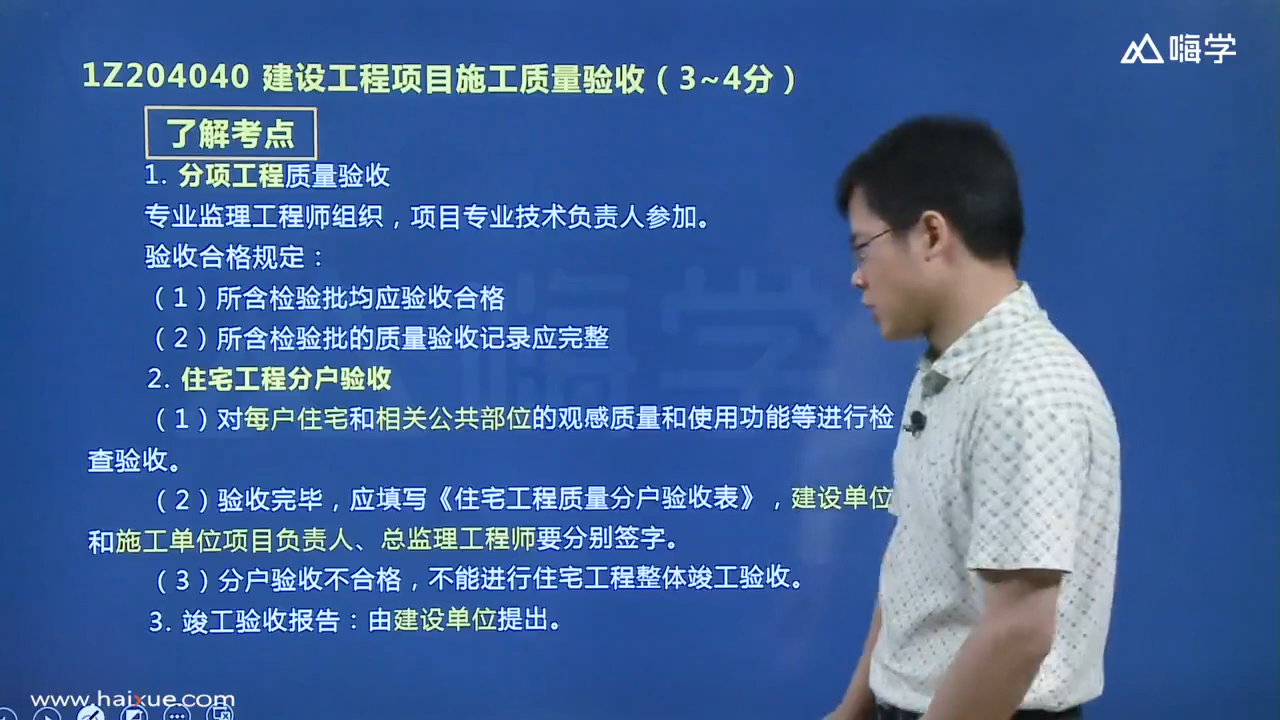 嗨学
1Z204040 建设工程项目施工质量验收（3~4分）
了解考点
1. 分项工程质量验收
专业监理工程师组织，项目专业技术负责人参加。
验收合格规定：
（1）所含检验批均应验收合格
（2）所含检验批的质量验收记录应完整
2. 住宅工程分户验收
（1）对每户住宅和相关公共部位的观感质量和使用功能等进行检
查验收。
（2）验收完毕，应填写《住宅工程质量分户验收表》，建设单位
和施工单位项目负责人、总监理工程师要分别签字。
（3）分户验收不合格，不能进行住宅工程整体竣工验收。
3. 竣工验收报告：由建设单位提出。
嗨学
www.haixue.com